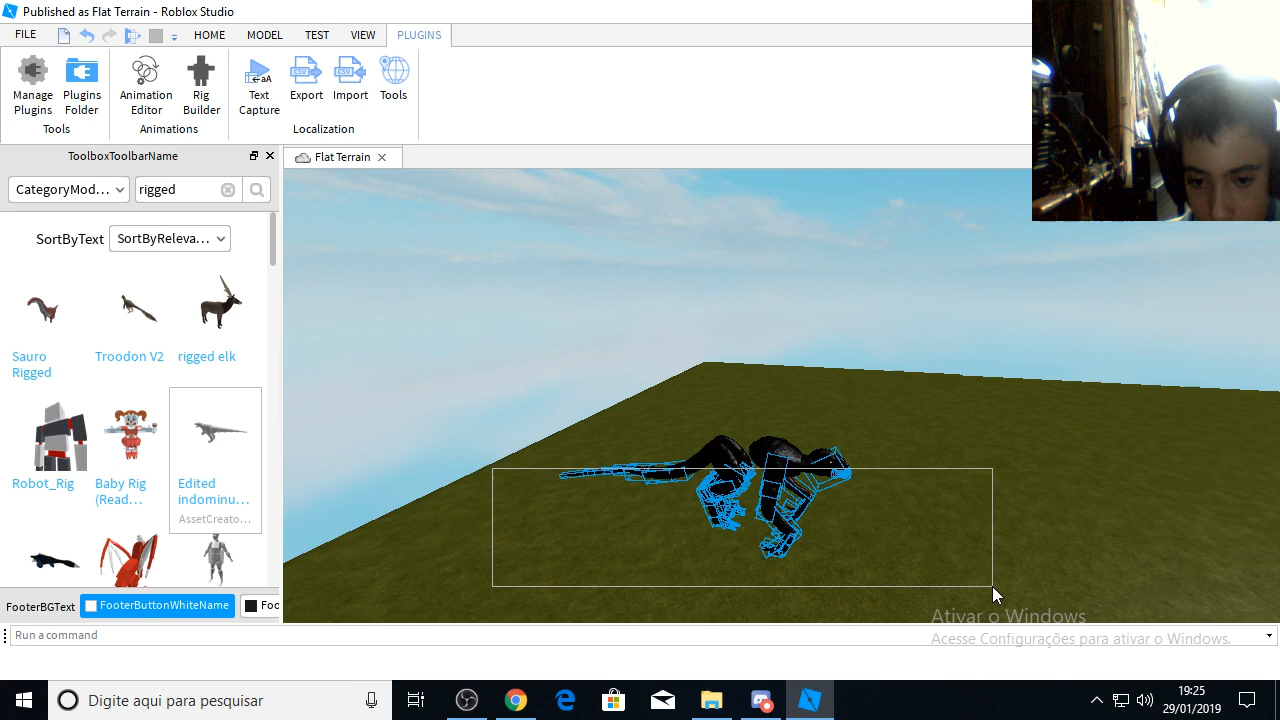 Published as Flat Terrain - Roblox Studio
FILE
HOME
MODEL
TEST
VIEW
PLUGINS
Manage
Plugins
Plugins
Folder
Tools
Animation
Editor
Rig
Builder
Animations
Text
Capture
Export
Import
Tools
Localization
ToolboxToolbarName
Flat Terrain
CategoryMod...
rigged
SortByText
SortByReleva...
Sauro
Rigged
Troodon V2
rigged elk
Robot_Rig
Baby Rig
(Read...
Edited
indominu...
AssetCreato...
FooterBGText
FooterButtonWhiteName
Foo
Run a command
Ativar o Windows
Acesse Configurações para ativar o Windows.
Digite aqui para pesquisar
19:25
29/01/2019